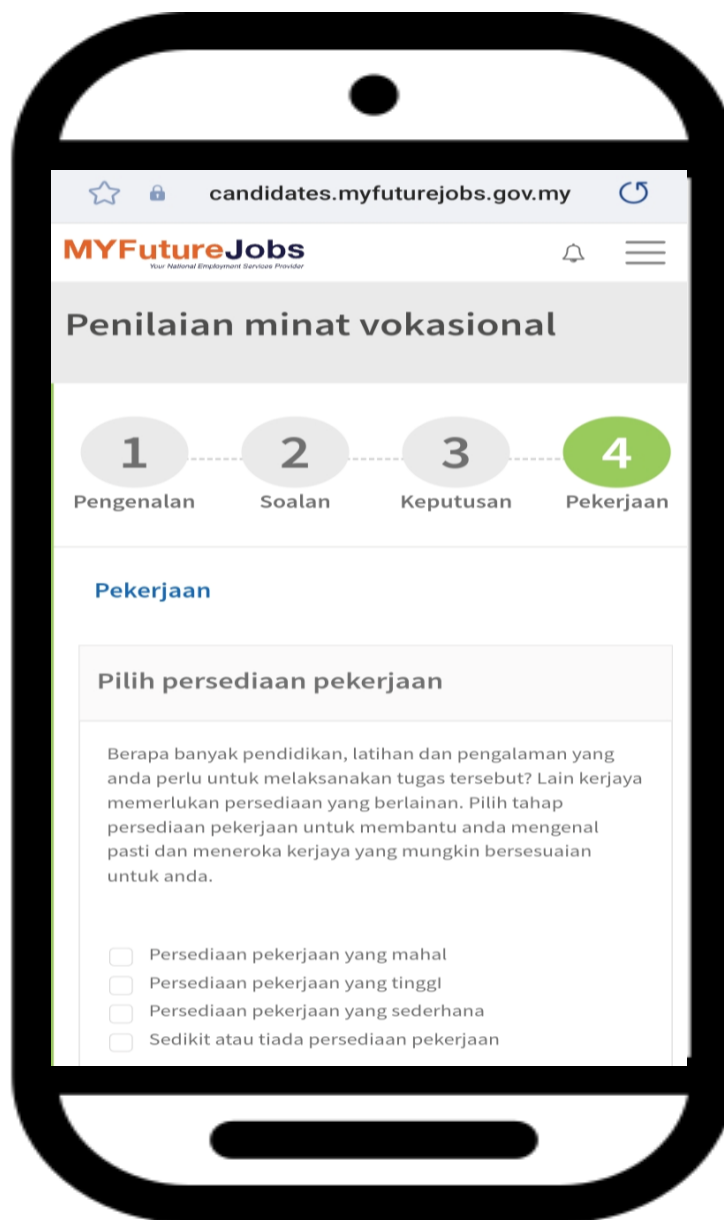 candidates.myfuturejobs.gov.my
MYFutureJobs
Your National Employment Services Provider
Penilaian minat vokasional
1
2
3
4
Pengenalan
Soalan
Keputusan
Pekerjaan
Pekerjaan
Pilih persediaan pekerjaan
Berapa banyak pendidikan, latihan dan pengalaman yang
anda perlu untuk melaksanakan tugas tersebut? Lain kerjaya
memerlukan persediaan yang berlainan. Pilih tahap
persediaan pekerjaan untuk membantu anda mengenal
pasti dan meneroka kerjaya yang mungkin bersesuaian
untuk anda.
Persediaan pekerjaan yang mahal
Persediaan pekerjaan yang tinggI
Persediaan pekerjaan yang sederhana
Sedikit atau tiada persediaan pekerjaan